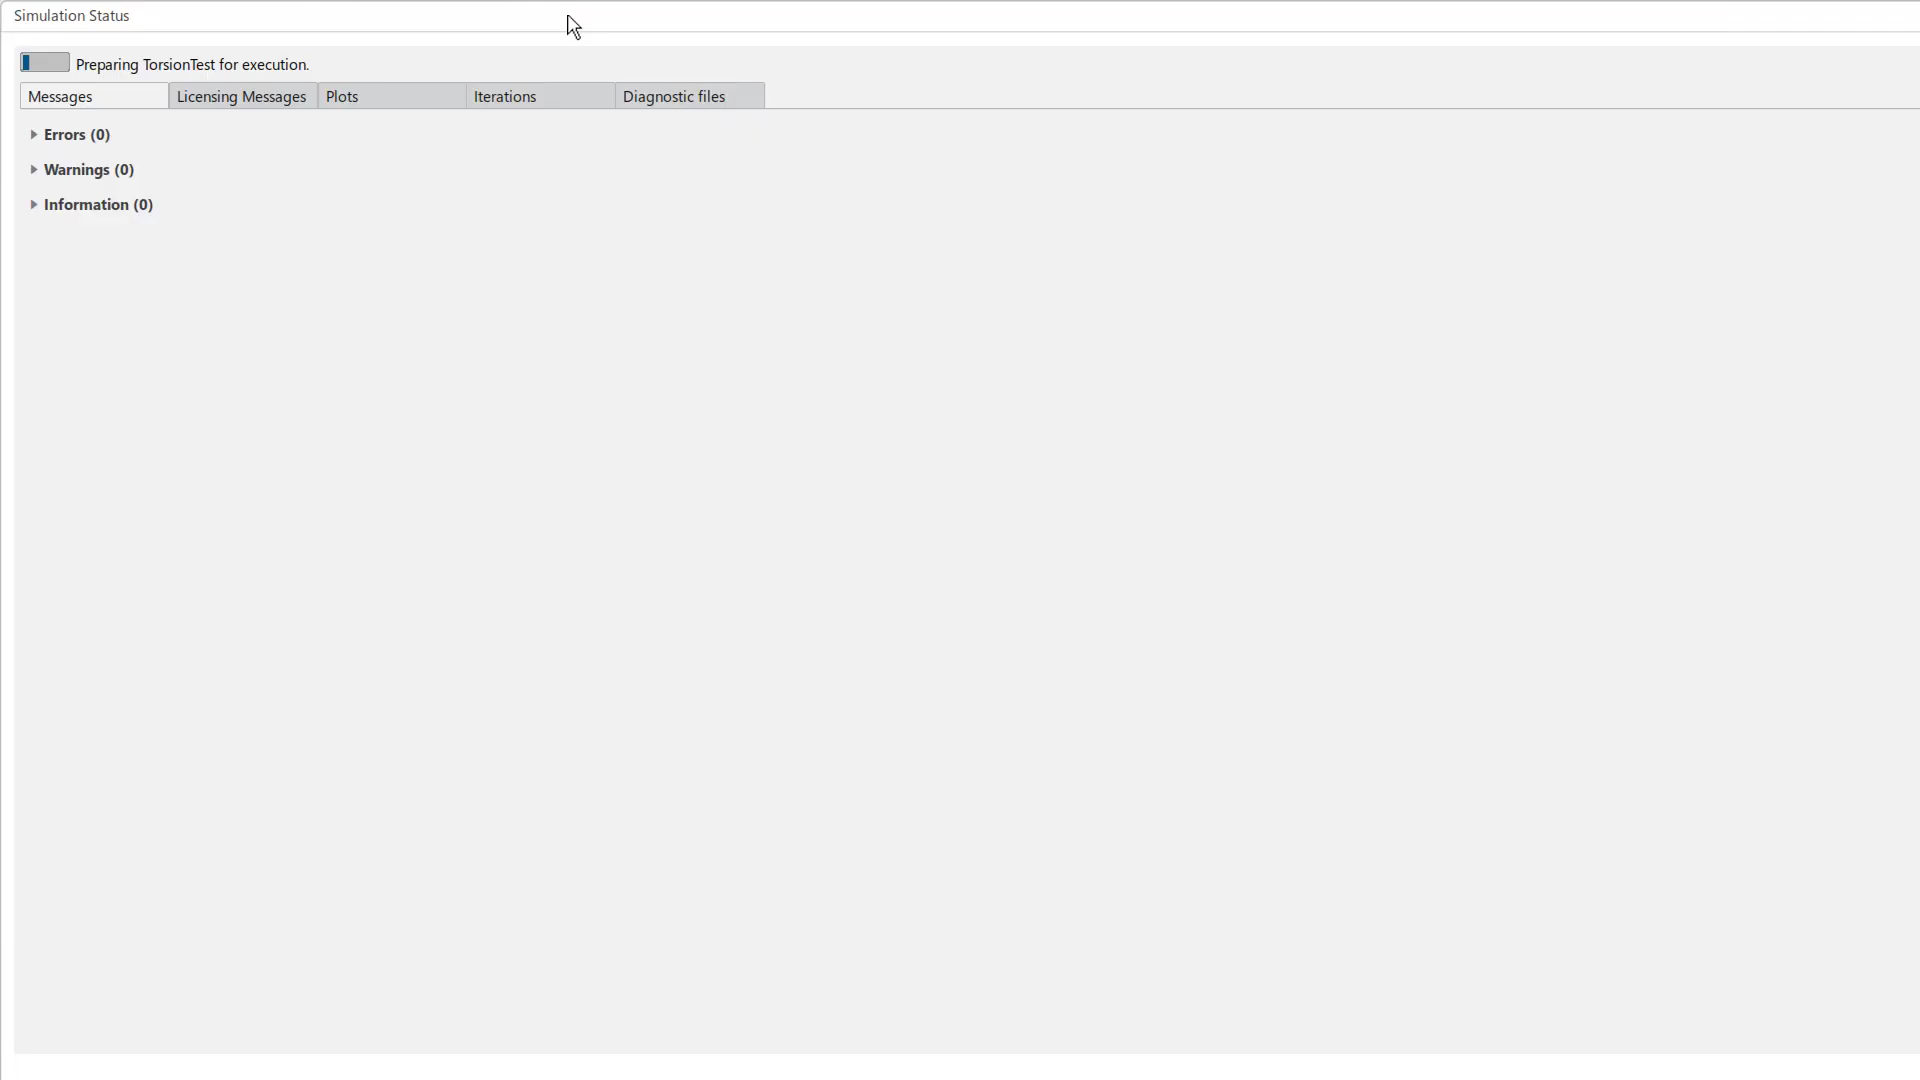 Simulation Status
Preparing TorsionTest for execution.
Messages Licensing Messages Plots Iterations Diagnostic files
Errors (0)
Warnings (0)
Information (0)